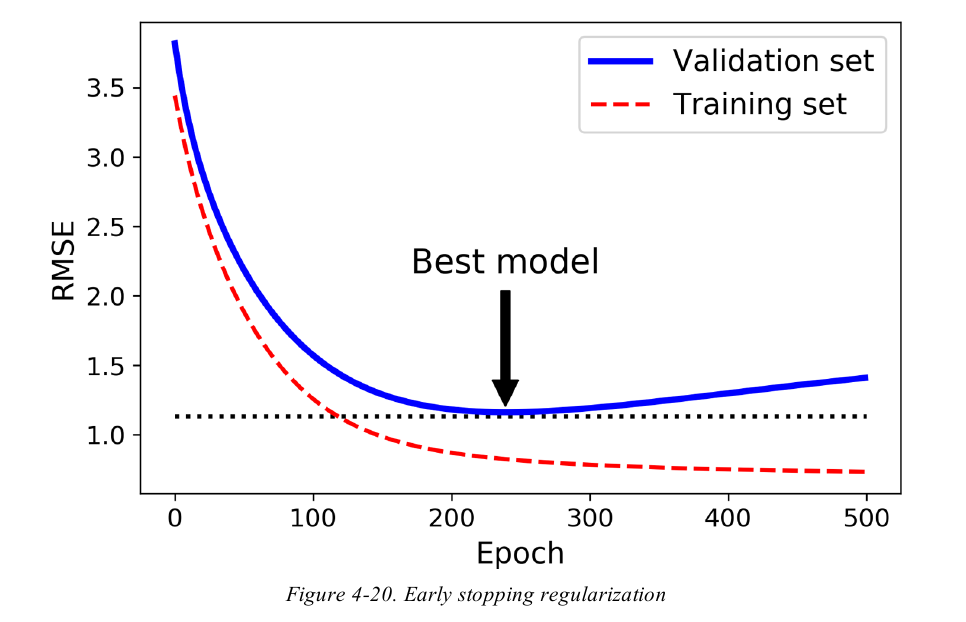 Validation set
Training set
Best model
RMSE
3.5
3.0
2.5
2.0
1.5
1.0
0 100 200 300 400 500
Epoch
Figure 4-20. Early stopping regularization